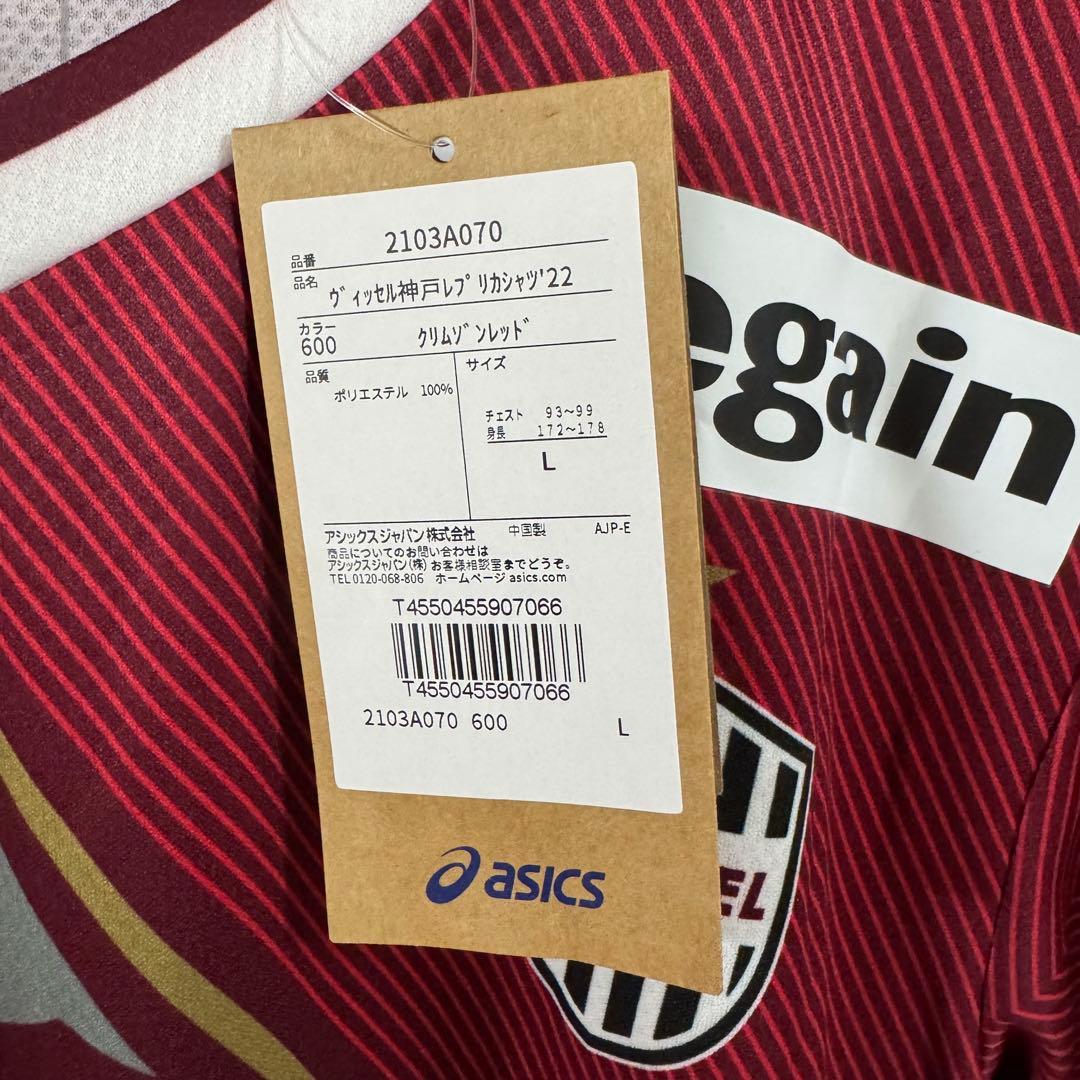 品番 2103A070
品名 ｳﾞｨｯｾﾙ神戸ﾚﾌﾟﾘｶｼｬﾂ'22
カラー
600 ｸﾘﾑｿﾞﾝﾚｯﾄﾞ
品質
ポリエステル 100%
サイズ
チェスト 93～99
身長 172～178
L
アシックスジャパン株式会社 中国製 AJP-E
商品についてのお問い合わせは
アシックスジャパン(株)お客様相談室までどうぞ。
TEL 0120-068-806 ホームページ asics.com
T4550455907066
T4550455907066
2103A070 600 L
asics
egain
EL